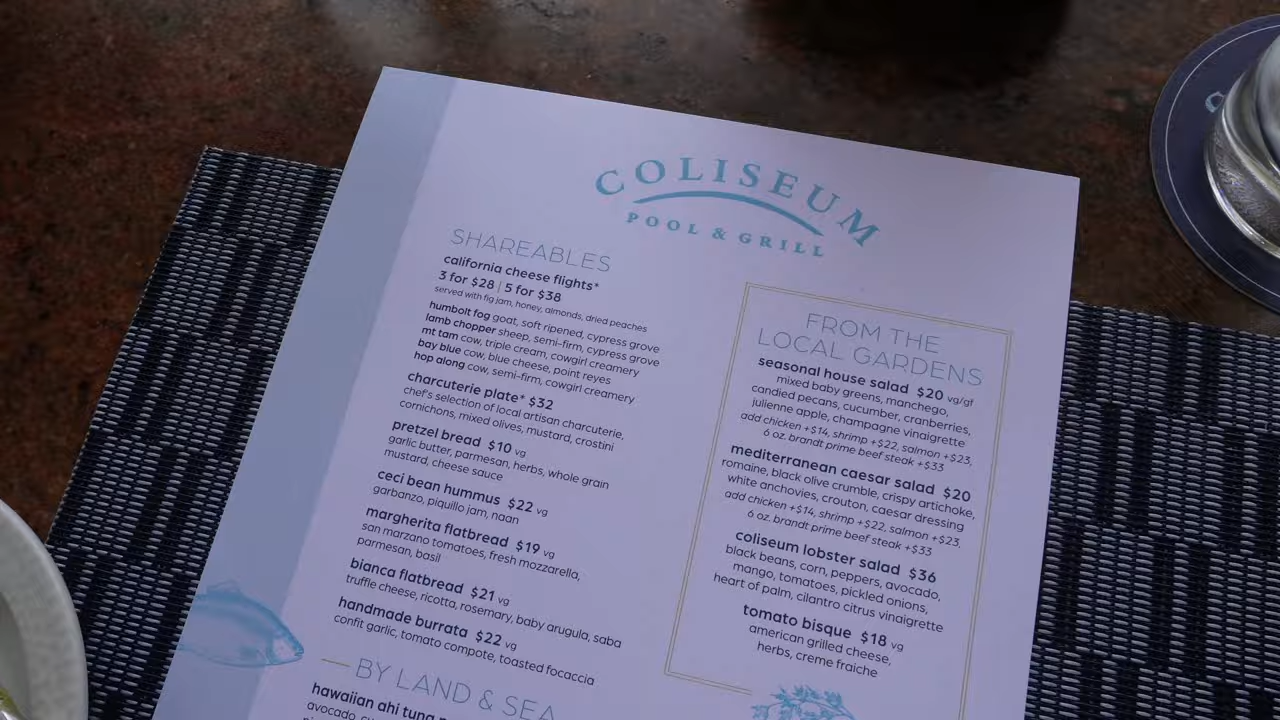 COLISEUM
POOL & GRILL
SHAREABLES
california cheese flights*
3 for $28 | 5 for $38
served with fig jam, honey, almonds, dried peaches
humbolt fog goat, soft ripened, cypress grove
lamb chopper sheep, semi-firm, cypress grove
mt tam cow, triple cream, cowgirl creamery
bay blue cow, blue cheese, point reyes
hop along cow, semi-firm, cowgirl creamery
charcuterie plate* $32
chef's selection of local artisan charcuterie,
cornichons, mixed olives, mustard, crostini
pretzel bread $10 vg
garlic butter, parmesan, herbs, whole grain
mustard, cheese sauce
ceci bean hummus $22 vg
garbanzo, piquillo jam, naan
margherita flatbread $19 vg
san marzano tomatoes, fresh mozzarella,
parmesan, basil
bianca flatbread $21 vg
truffle cheese, ricotta, rosemary, baby arugula, saba
handmade burrata $22 vg
confit garlic, tomato compote, toasted focaccia
BY LAND & SEA
hawaiian ahi tuna
avocado,
FROM THE
LOCAL GARDENS
seasonal house salad $20 vg/gf
mixed baby greens, manchego,
candied pecans, cucumber, cranberries,
julienne apple, champagne vinaigrette
add chicken +$14, shrimp +$22, salmon +$23,
6 oz. brandt prime beef steak +$33
mediterranean caesar salad $20
romaine, black olive crumble, crispy artichoke,
white anchovies, crouton, caesar dressing
add chicken +$14, shrimp +$22, salmon +$23,
6 oz. brandt prime beef steak +$33
coliseum lobster salad $36
black beans, corn, peppers, avocado,
mango, tomatoes, pickled onions,
heart of palm, cilantro citrus vinaigrette
tomato bisque $18 vg
american grilled cheese,
herbs, creme fraiche